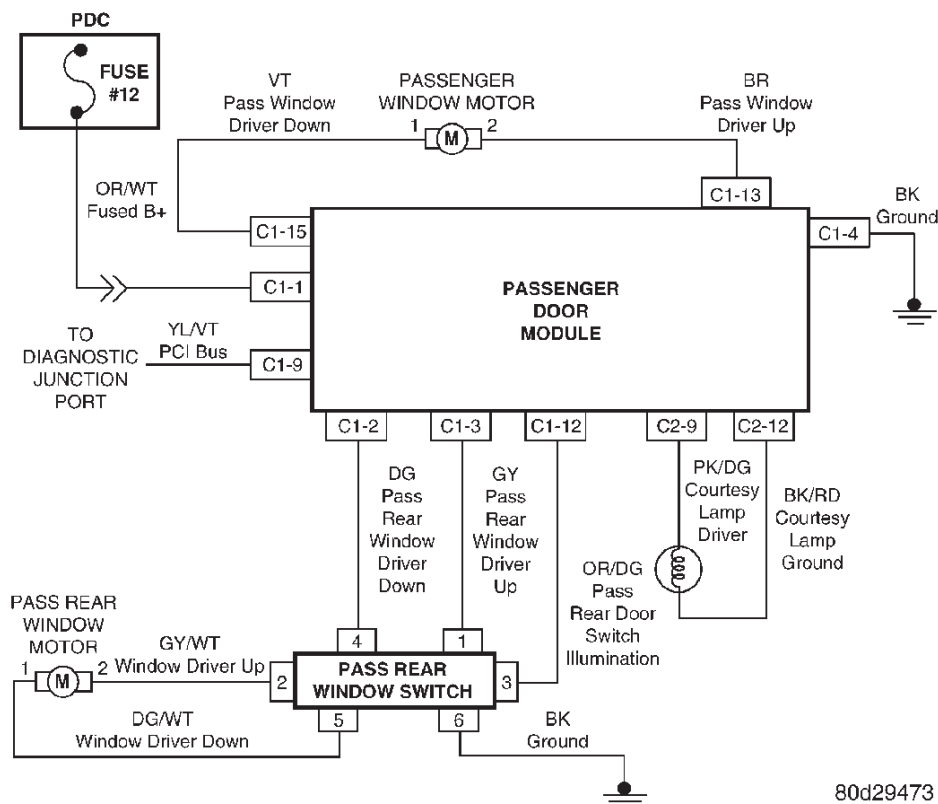 PDC
FUSE
#12
VT
Pass Window
Driver Down
PASSENGER
WINDOW MOTOR
1
M
2
BR
Pass Window
Driver Up
OR/WT
Fused B+
C1-15
C1-13
C1-4
BK
Ground
C1-1
PASSENGER
DOOR
MODULE
TO
DIAGNOSTIC
JUNCTION
PORT
YL/VT
PCI Bus
C1-9
C1-2
C1-3
C1-12
C2-9
C2-12
DG
Pass
Rear
Window
Driver
Down
GY
Pass
Rear
Window
Driver
Up
OR/DG
Pass
Rear Door
Switch
Illumination
PK/DG
Courtesy
Lamp
Driver
BK/RD
Courtesy
Lamp
Ground
PASS REAR
WINDOW
MOTOR
1
M
2
GY/WT
Window Driver Up
DG/WT
Window Driver Down
4
1
2
PASS REAR
WINDOW SWITCH
3
5
6
BK
Ground
80d29473